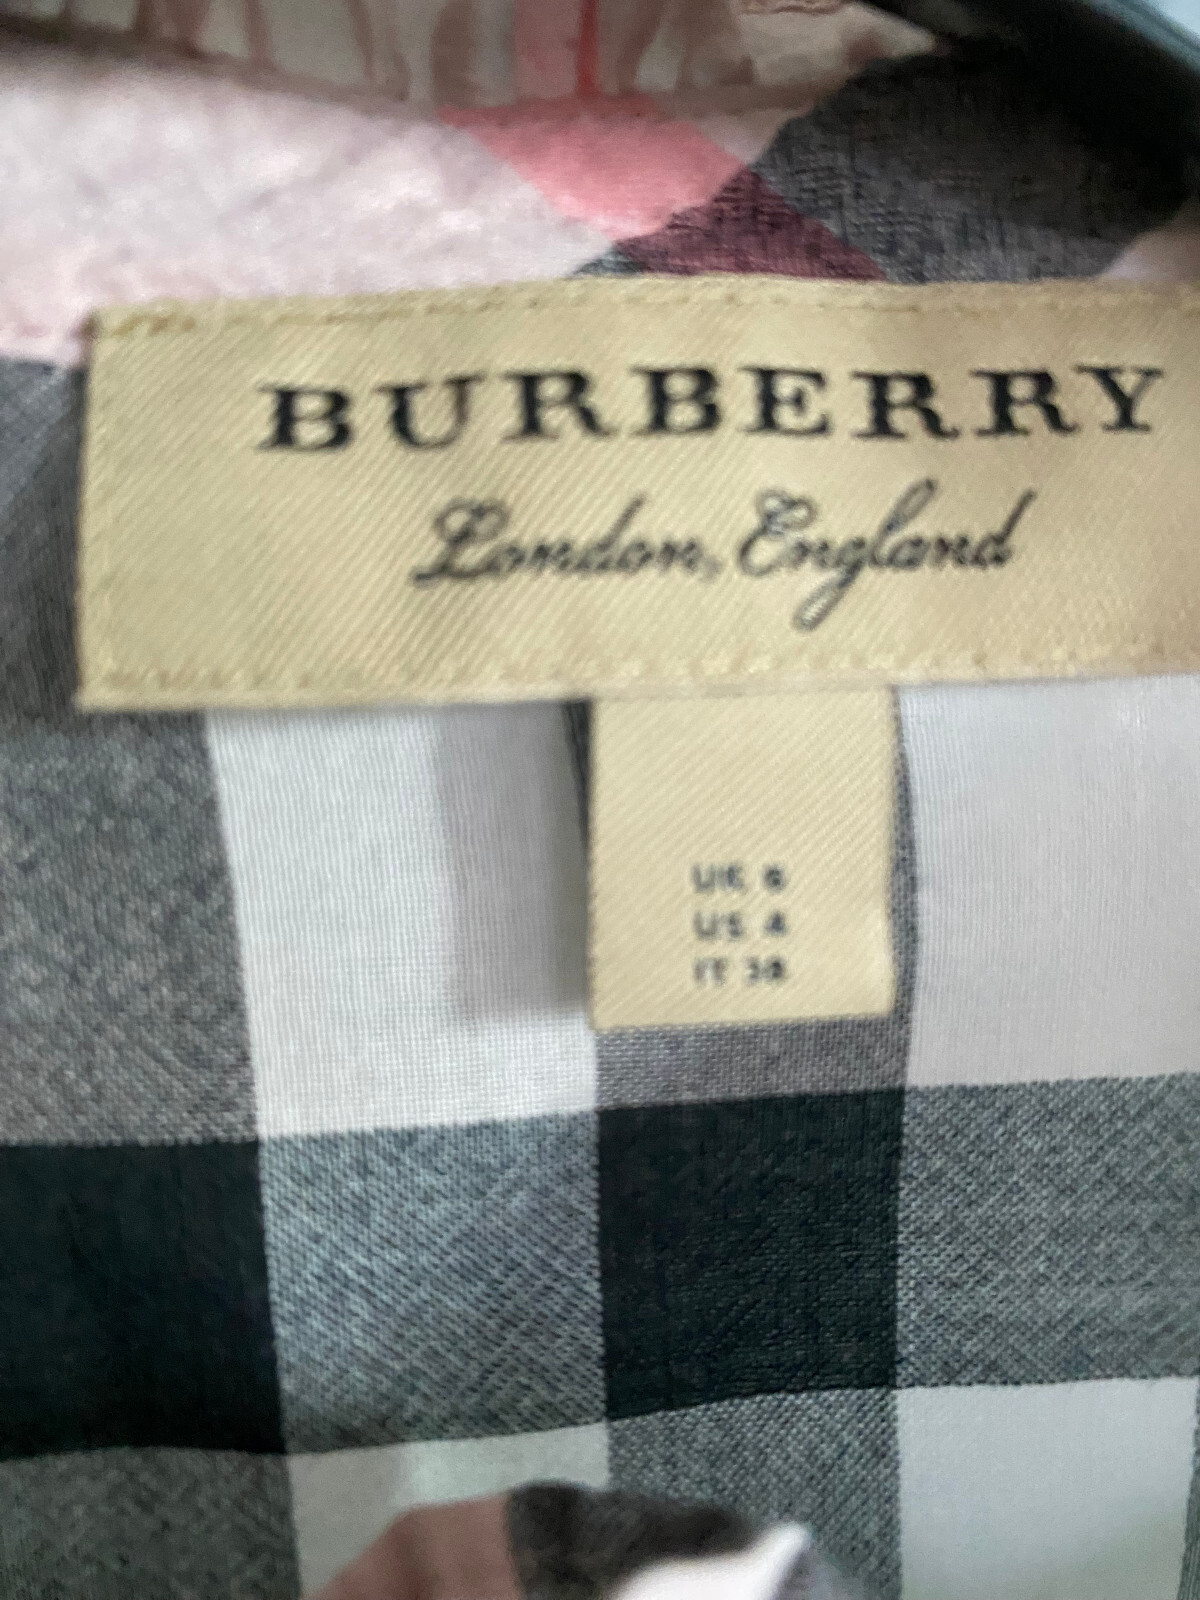 BURBERRY
London, England
UK 6
US 4
IT 38